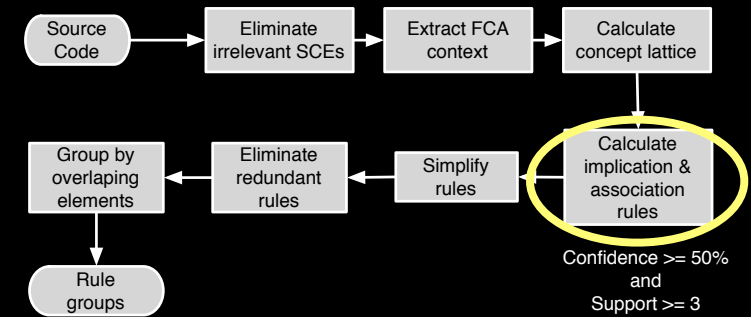 Source
Code
Eliminate
irrelevant SCEs
Extract FCA
context
Calculate
concept lattice
Calculate
implication &
association
rules
Confidence >= 50%
and
Support >= 3
Simplify
rules
Eliminate
redundant
rules
Group by
overlaping
elements
Rule
groups